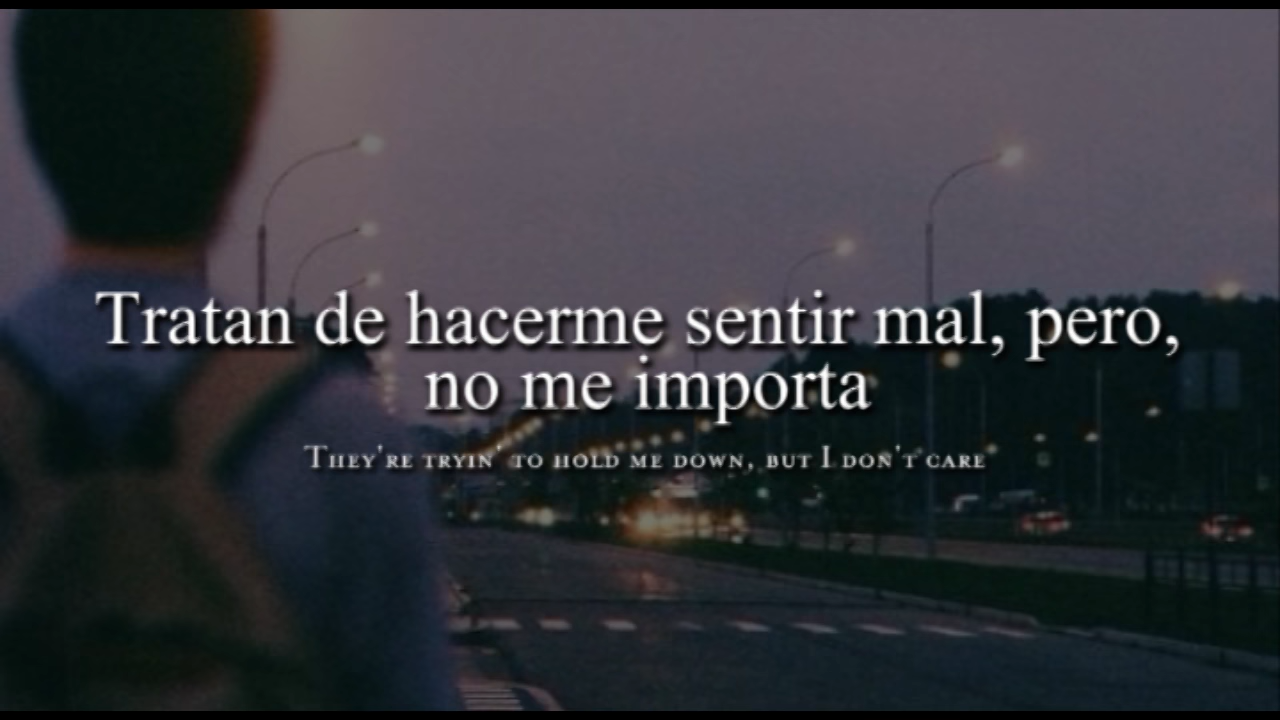 Tratan de hacerme sentir mal, pero,
no me importa
They're tryin' to hold me down, but I don't care